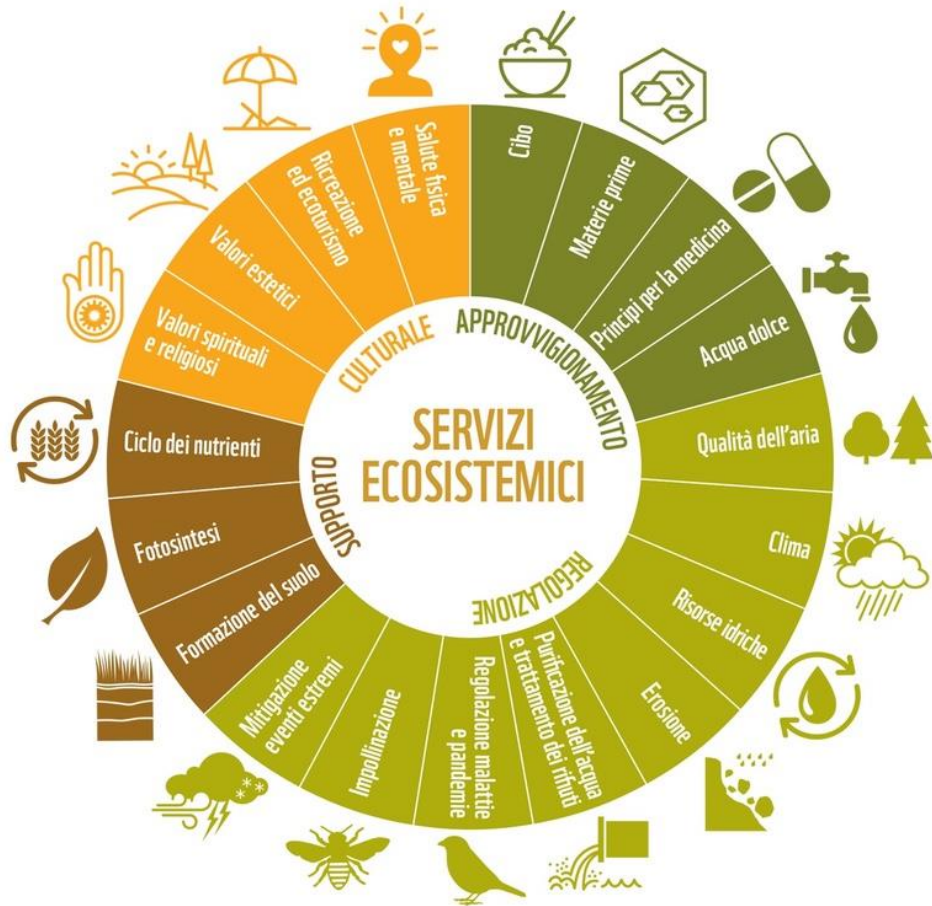 SERVIZI
ECOSISTEMICI
APPROVVIGIONAMENTO
Cibo
Materie prime
Principi per la medicina
Acqua dolce
REGOLAZIONE
Qualità dell'aria
Clima
Risorse idriche
Erosione
Purificazione dell'acqua
e trattamento dei rifiuti
Regolazione malattie
e pandemie
Impollinazione
Mitigazione
eventi estremi
SUPPORTO
Formazione del suolo
Fotosintesi
Ciclo dei nutrienti
CULTURALE
Valori spirituali
e religiosi
Valori estetici
Ricreazione
ed ecoturismo
Salute fisica
e mentale